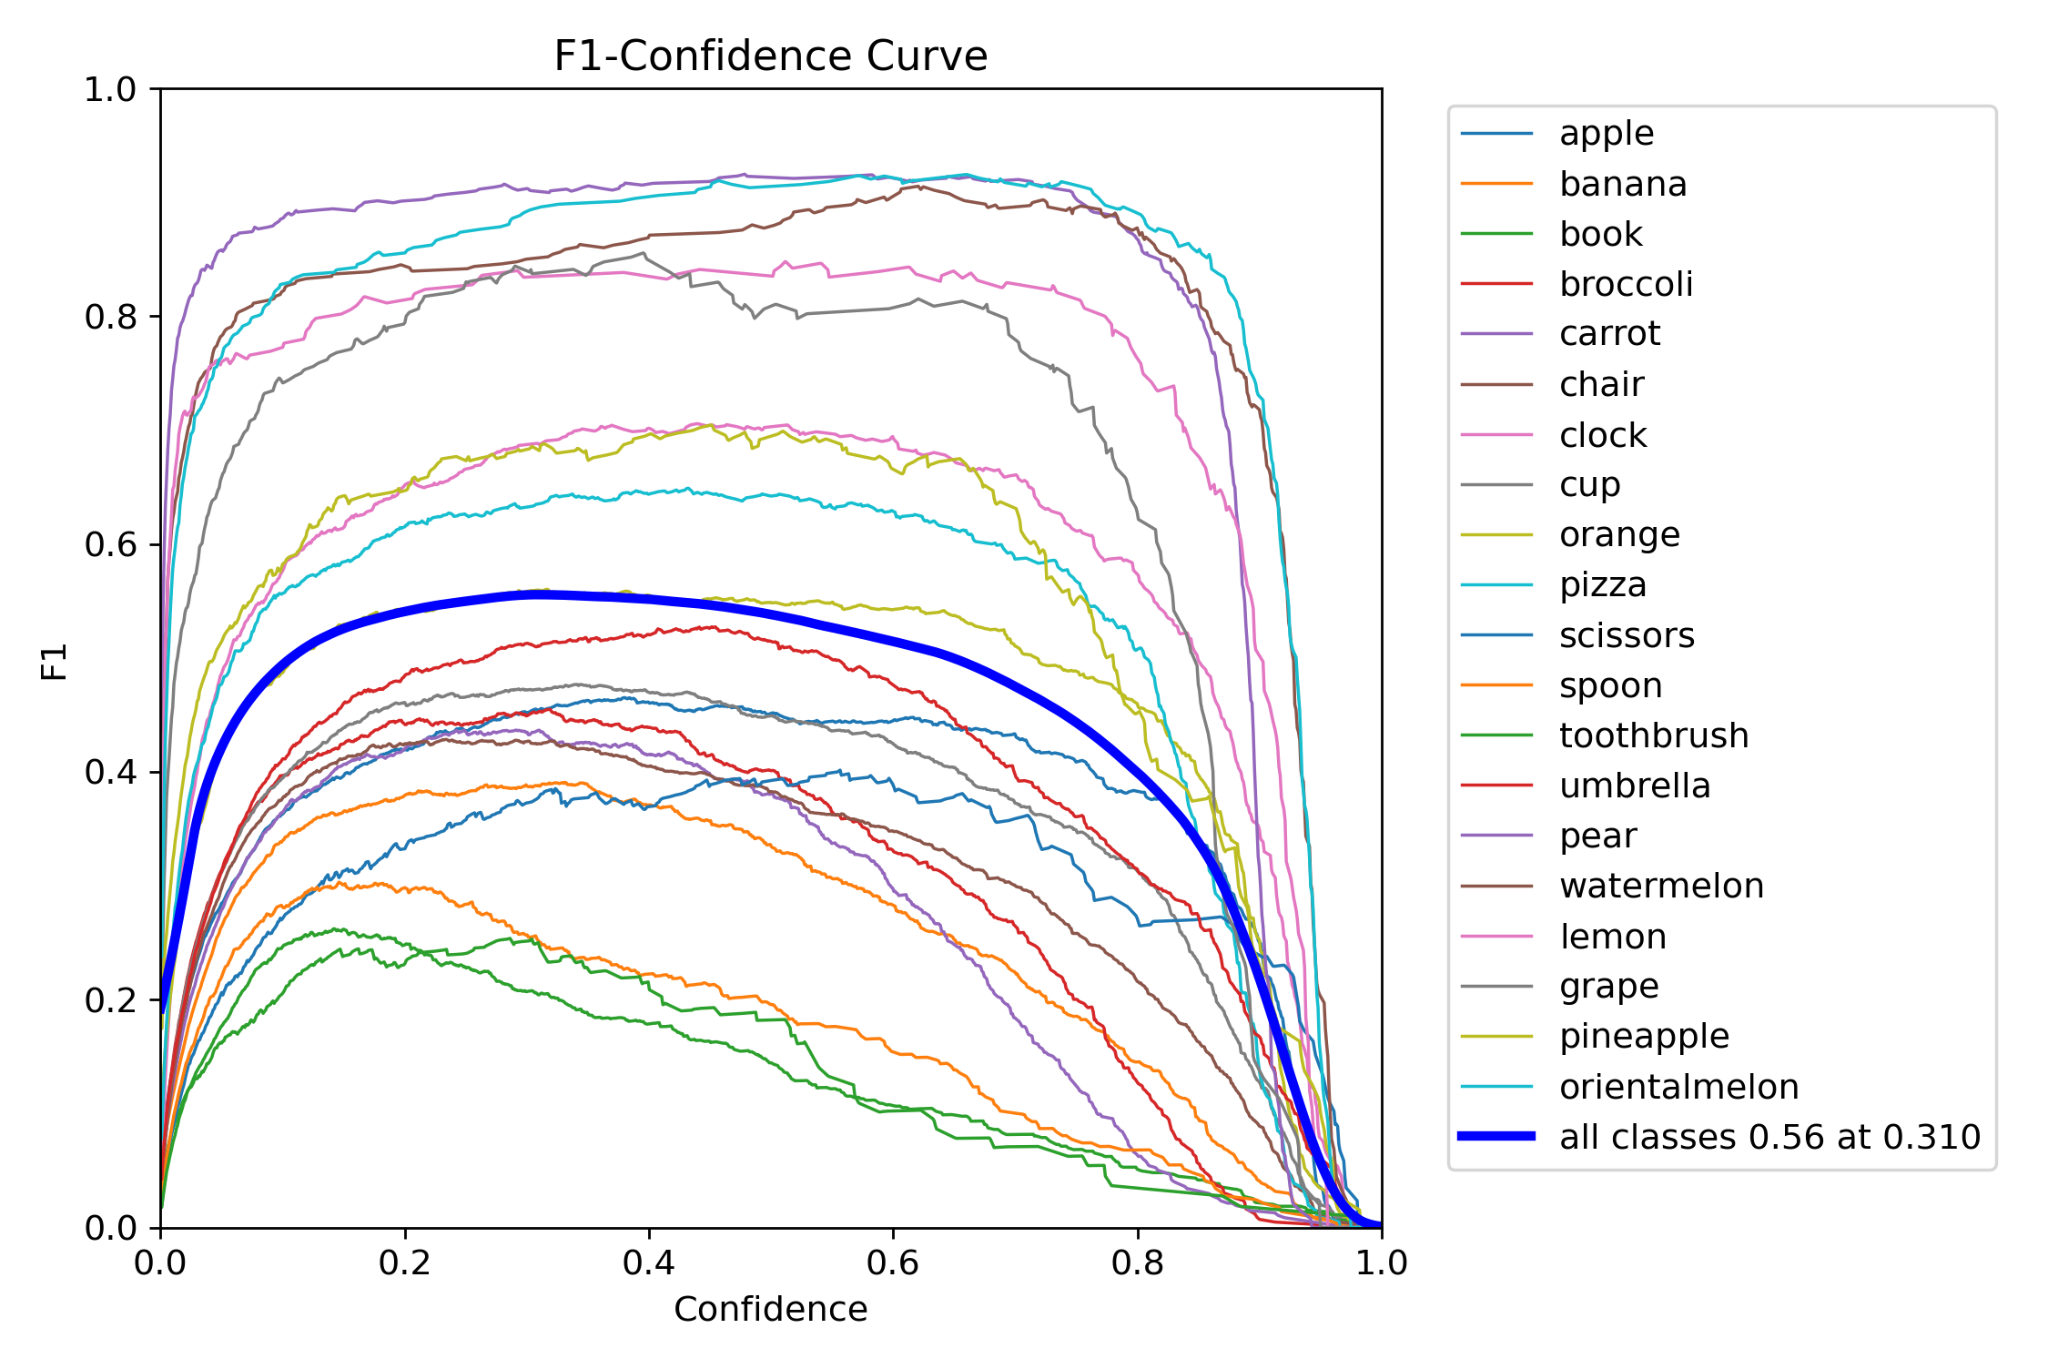 F1-Confidence Curve
1.0
0.8
0.6
0.4
0.2
0.0
F1
0.0 0.2 0.4 0.6 0.8 1.0
Confidence
apple
banana
book
broccoli
carrot
chair
clock
cup
orange
pizza
scissors
spoon
toothbrush
umbrella
pear
watermelon
lemon
grape
pineapple
orientalmelon
all classes 0.56 at 0.310